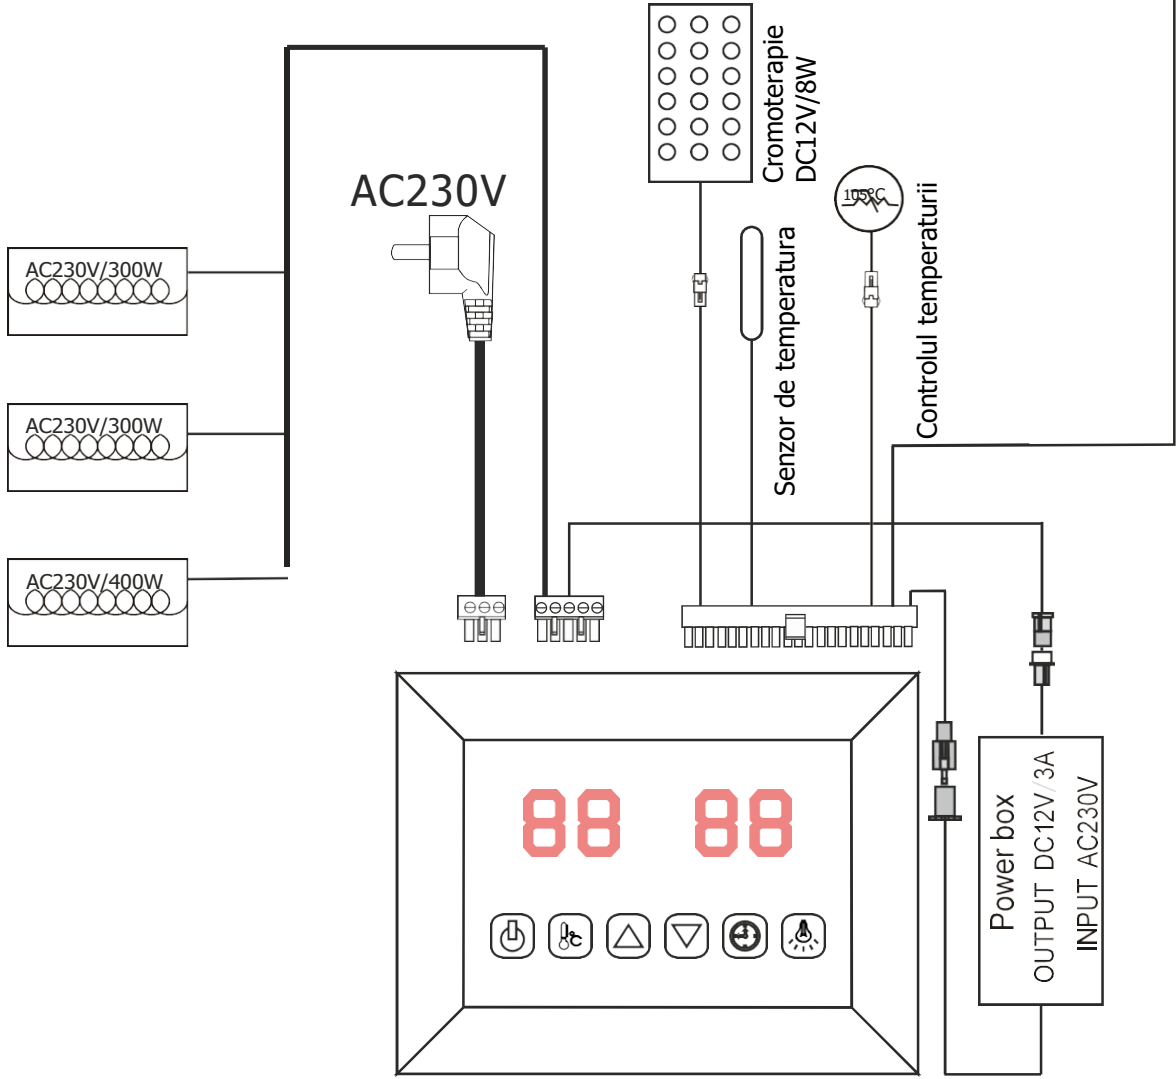 Cromoterapie
DC12V/8W
AC230V
105°C
Controlul temperaturii
Senzor de temperatura
AC230V/300W
AC230V/300W
AC230V/400W
88 88
°C
Power box
OUTPUT DC12V/3A
INPUT AC230V